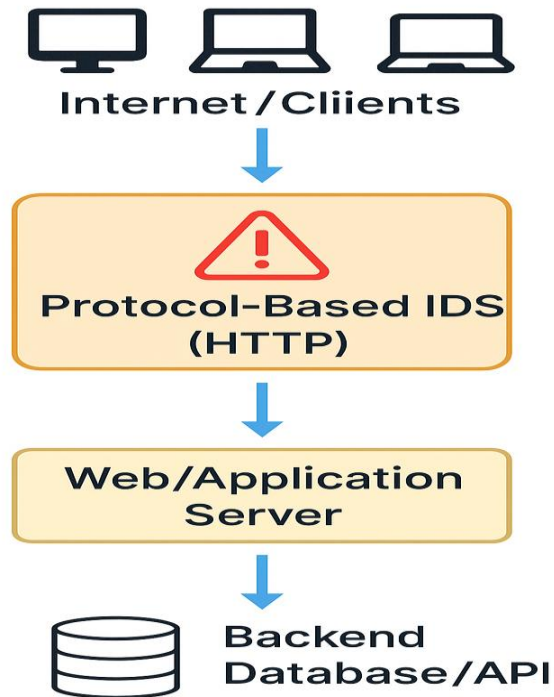 Internet/Cliients
Protocol-Based IDS
(HTTP)
Web/Application
Server
Backend
Database/API